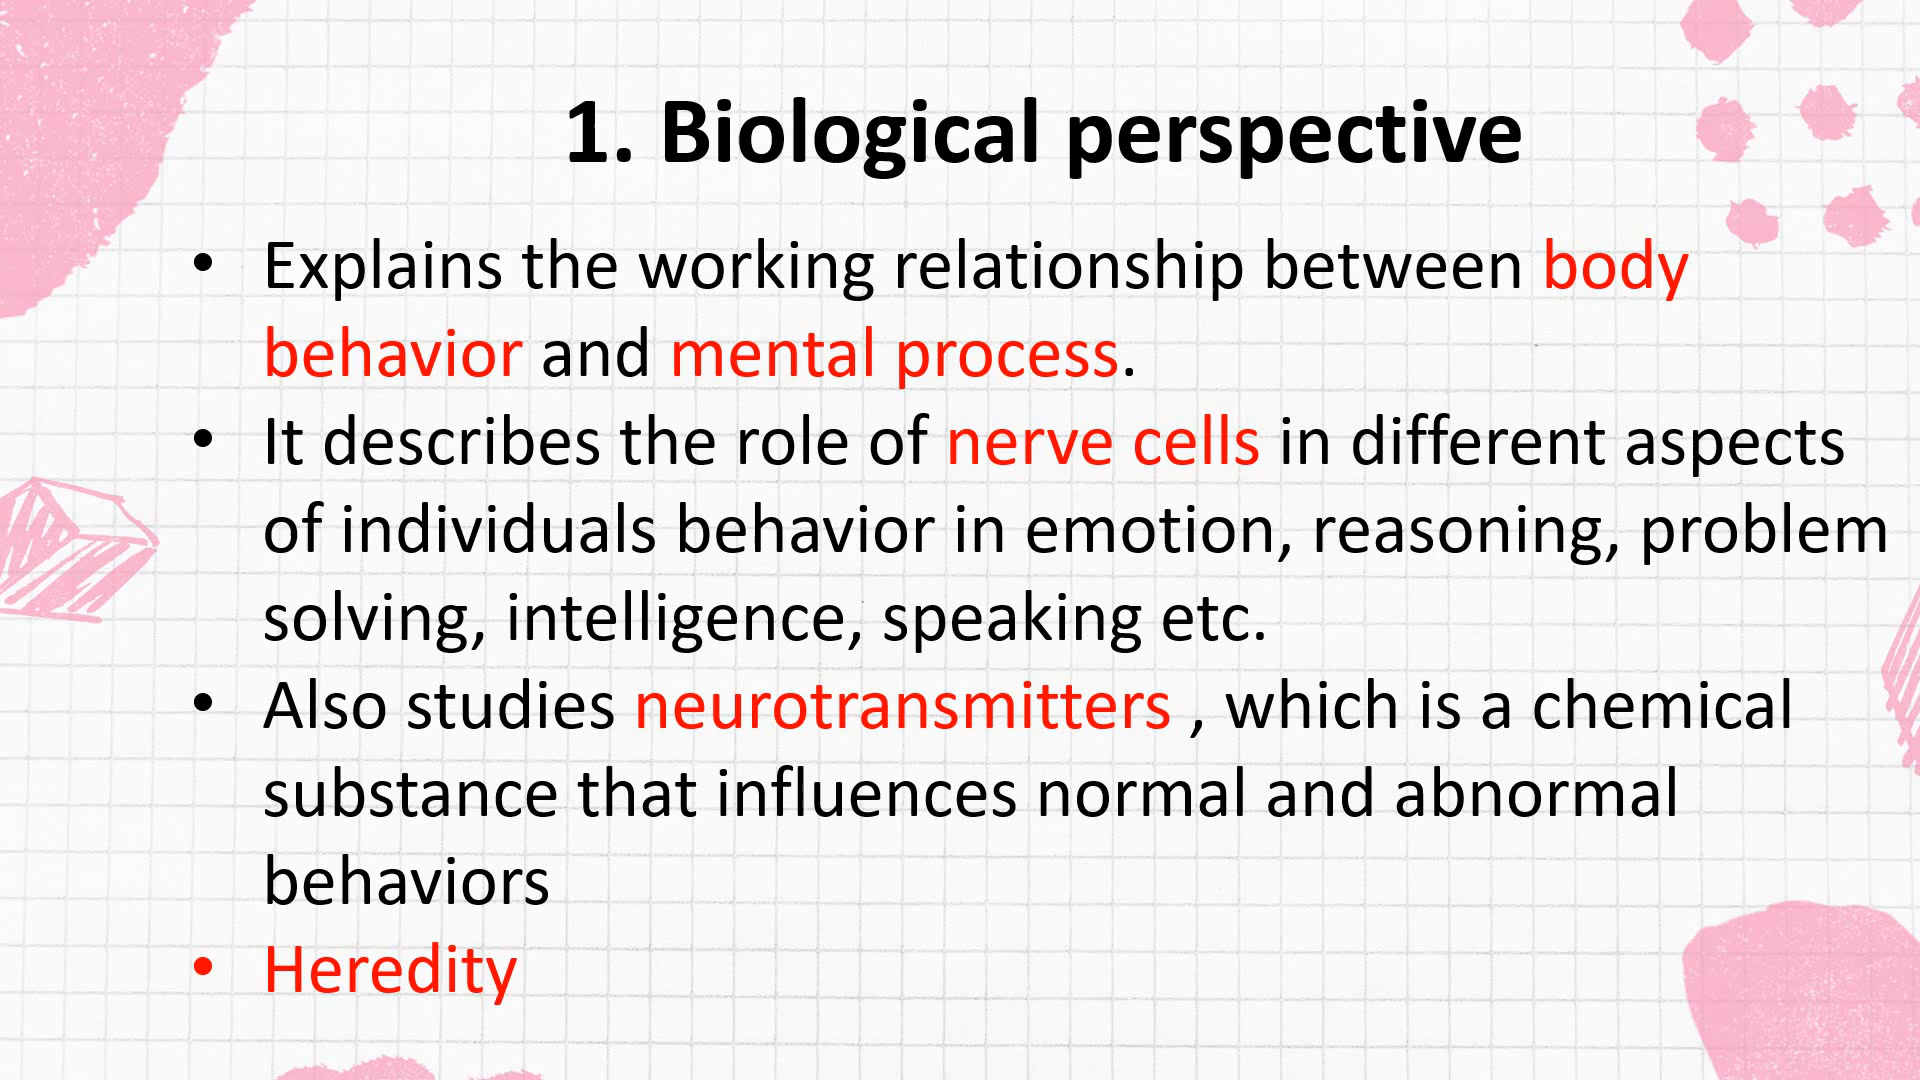 1. Biological perspective
• Explains the working relationship between body
behavior and mental process.
• It describes the role of nerve cells in different aspects
of individuals behavior in emotion, reasoning, problem
solving, intelligence, speaking etc.
• Also studies neurotransmitters , which is a chemical
substance that influences normal and abnormal
behaviors
• Heredity